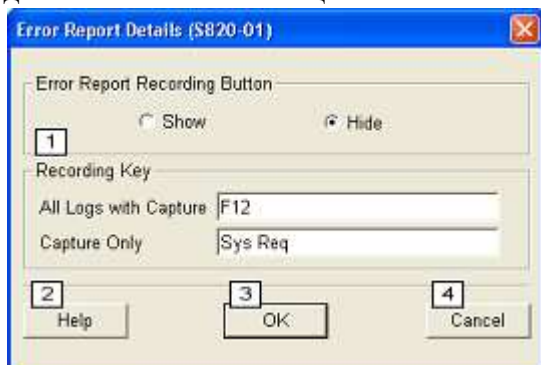 Error Report Details (S820-01)
Error Report Recording Button
Show Hide
1
Recording Key
All Logs with Capture F12
Capture Only Sys Req
2 3 4
Help OK Cancel